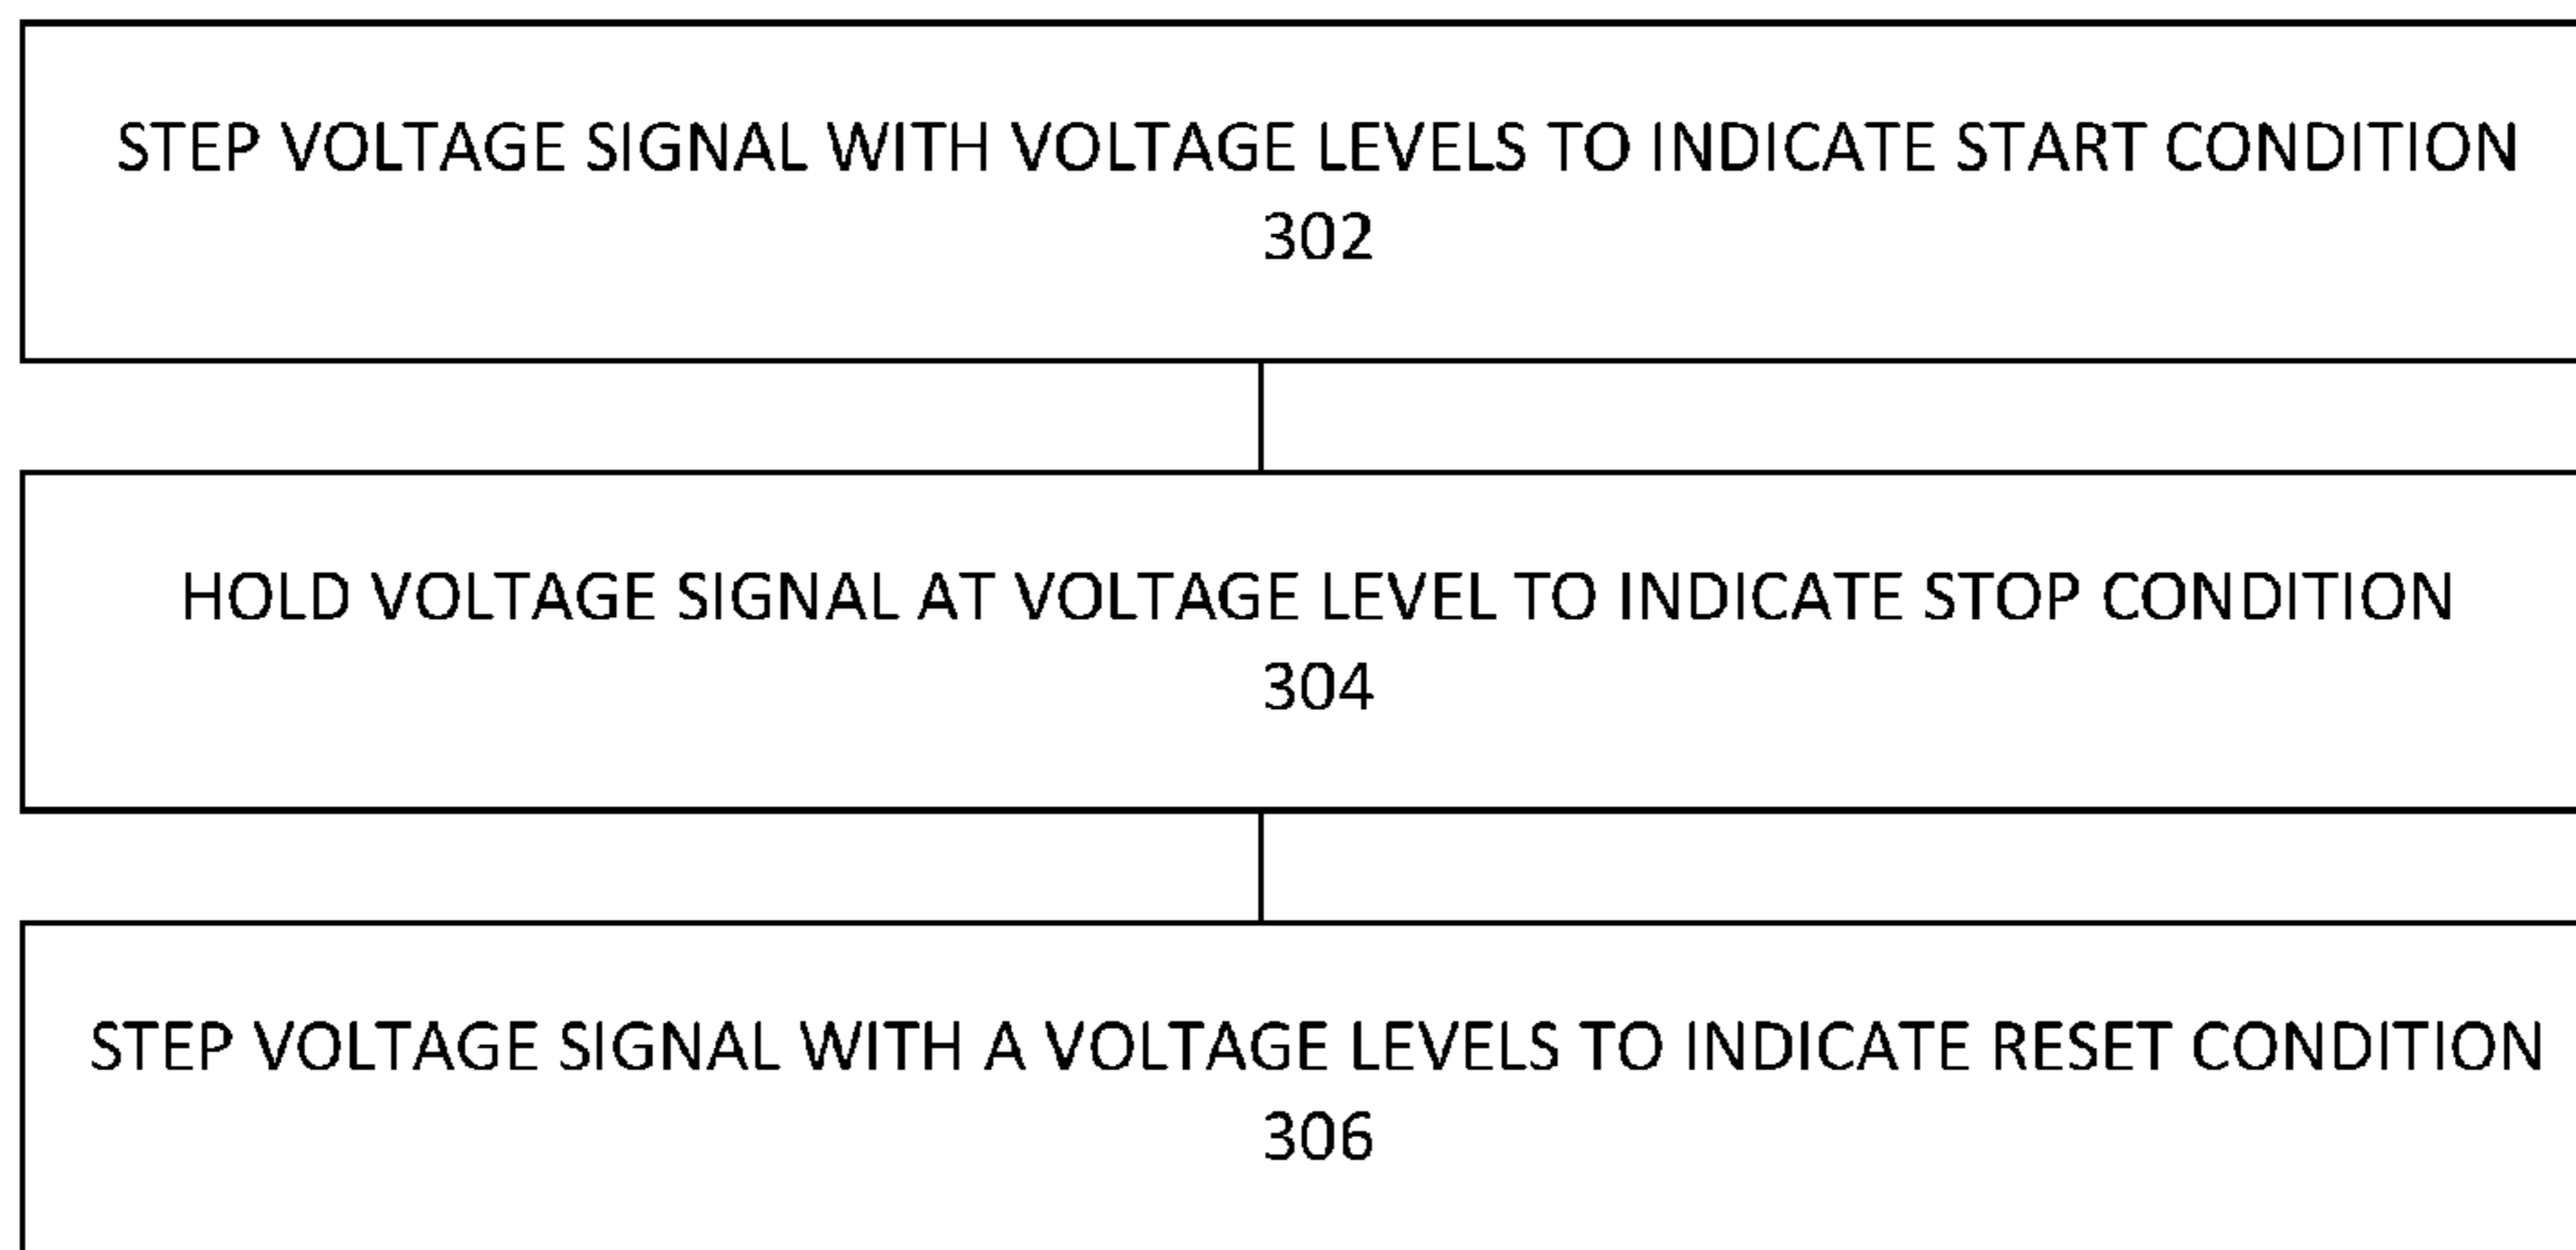 STEP VOLTAGE SIGNAL WITH VOLTAGE LEVELS TO INDICATE START CONDITION
302
HOLD VOLTAGE SIGNAL AT VOLTAGE LEVEL TO INDICATE STOP CONDITION
304
STEP VOLTAGE SIGNAL WITH A VOLTAGE LEVELS TO INDICATE RESET CONDITION
306